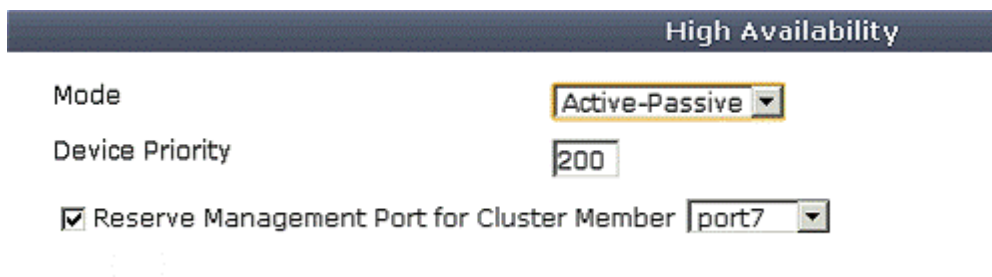 High Availability
Mode Active-Passive
Device Priority 200
Reserve Management Port for Cluster Member port7